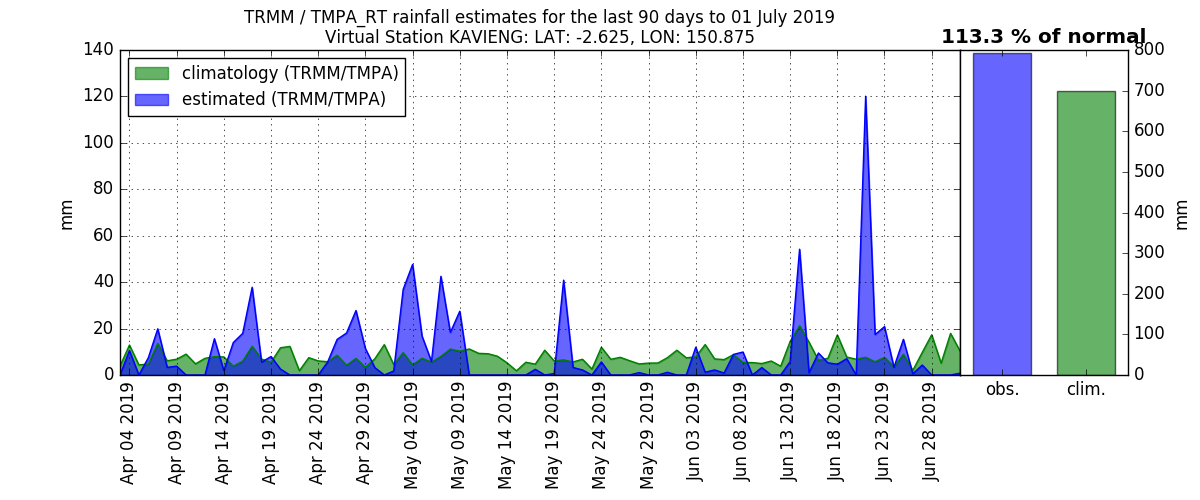 TRMM / TMPA_RT rainfall estimates for the last 90 days to 01 July 2019
Virtual Station KAVIENG: LAT: -2.625, LON: 150.875
113.3 % of normal
climatology (TRMM/TMPA)
estimated (TRMM/TMPA)
mm
140
120
100
80
60
40
20
0
Apr 04 2019
Apr 09 2019
Apr 14 2019
Apr 19 2019
Apr 24 2019
Apr 29 2019
May 04 2019
May 09 2019
May 14 2019
May 19 2019
May 24 2019
May 29 2019
Jun 03 2019
Jun 08 2019
Jun 13 2019
Jun 18 2019
Jun 23 2019
Jun 28 2019
obs.
clim.
800
700
600
500
400
300
200
100
0
mm